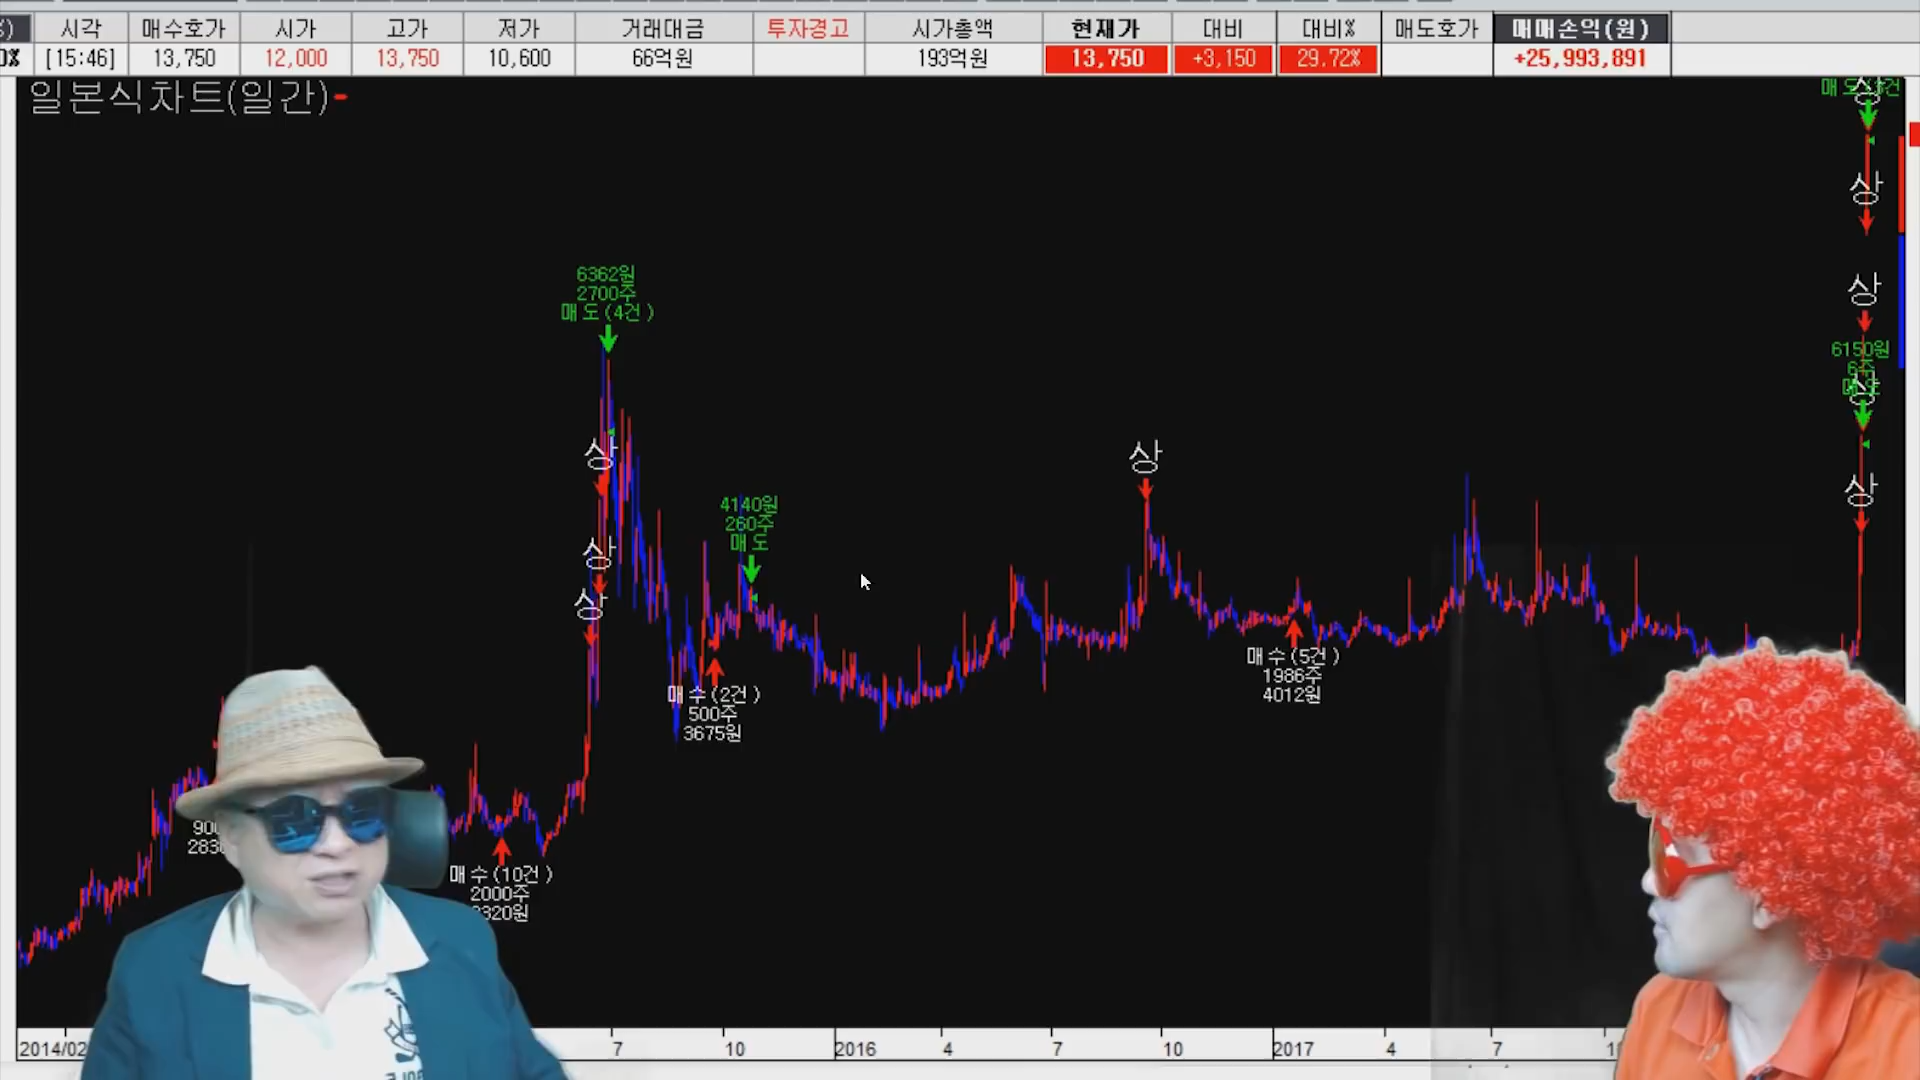 시각 매수호가 시가 고가 저가 거래대금 투자경고 시가총액 현재가 대비 대비% 매도호가 매매손익(원)
0% [15:46] 13,750 12,000 13,750 10,600 66억원 193억원 13,750 +3,150 29.72% +25,993,891
일본식차트(일간)
상
상
상
6362원
2700주
매도(4건)
6150원
6주
상
상
상
상
상
상
4140원
260주
매도
매수(2건)
500주
3675원
매수(5건)
1986주
4012원
매수(10건)
2000주
2014/02 7 10 2016 4 7 10 2017 4 7